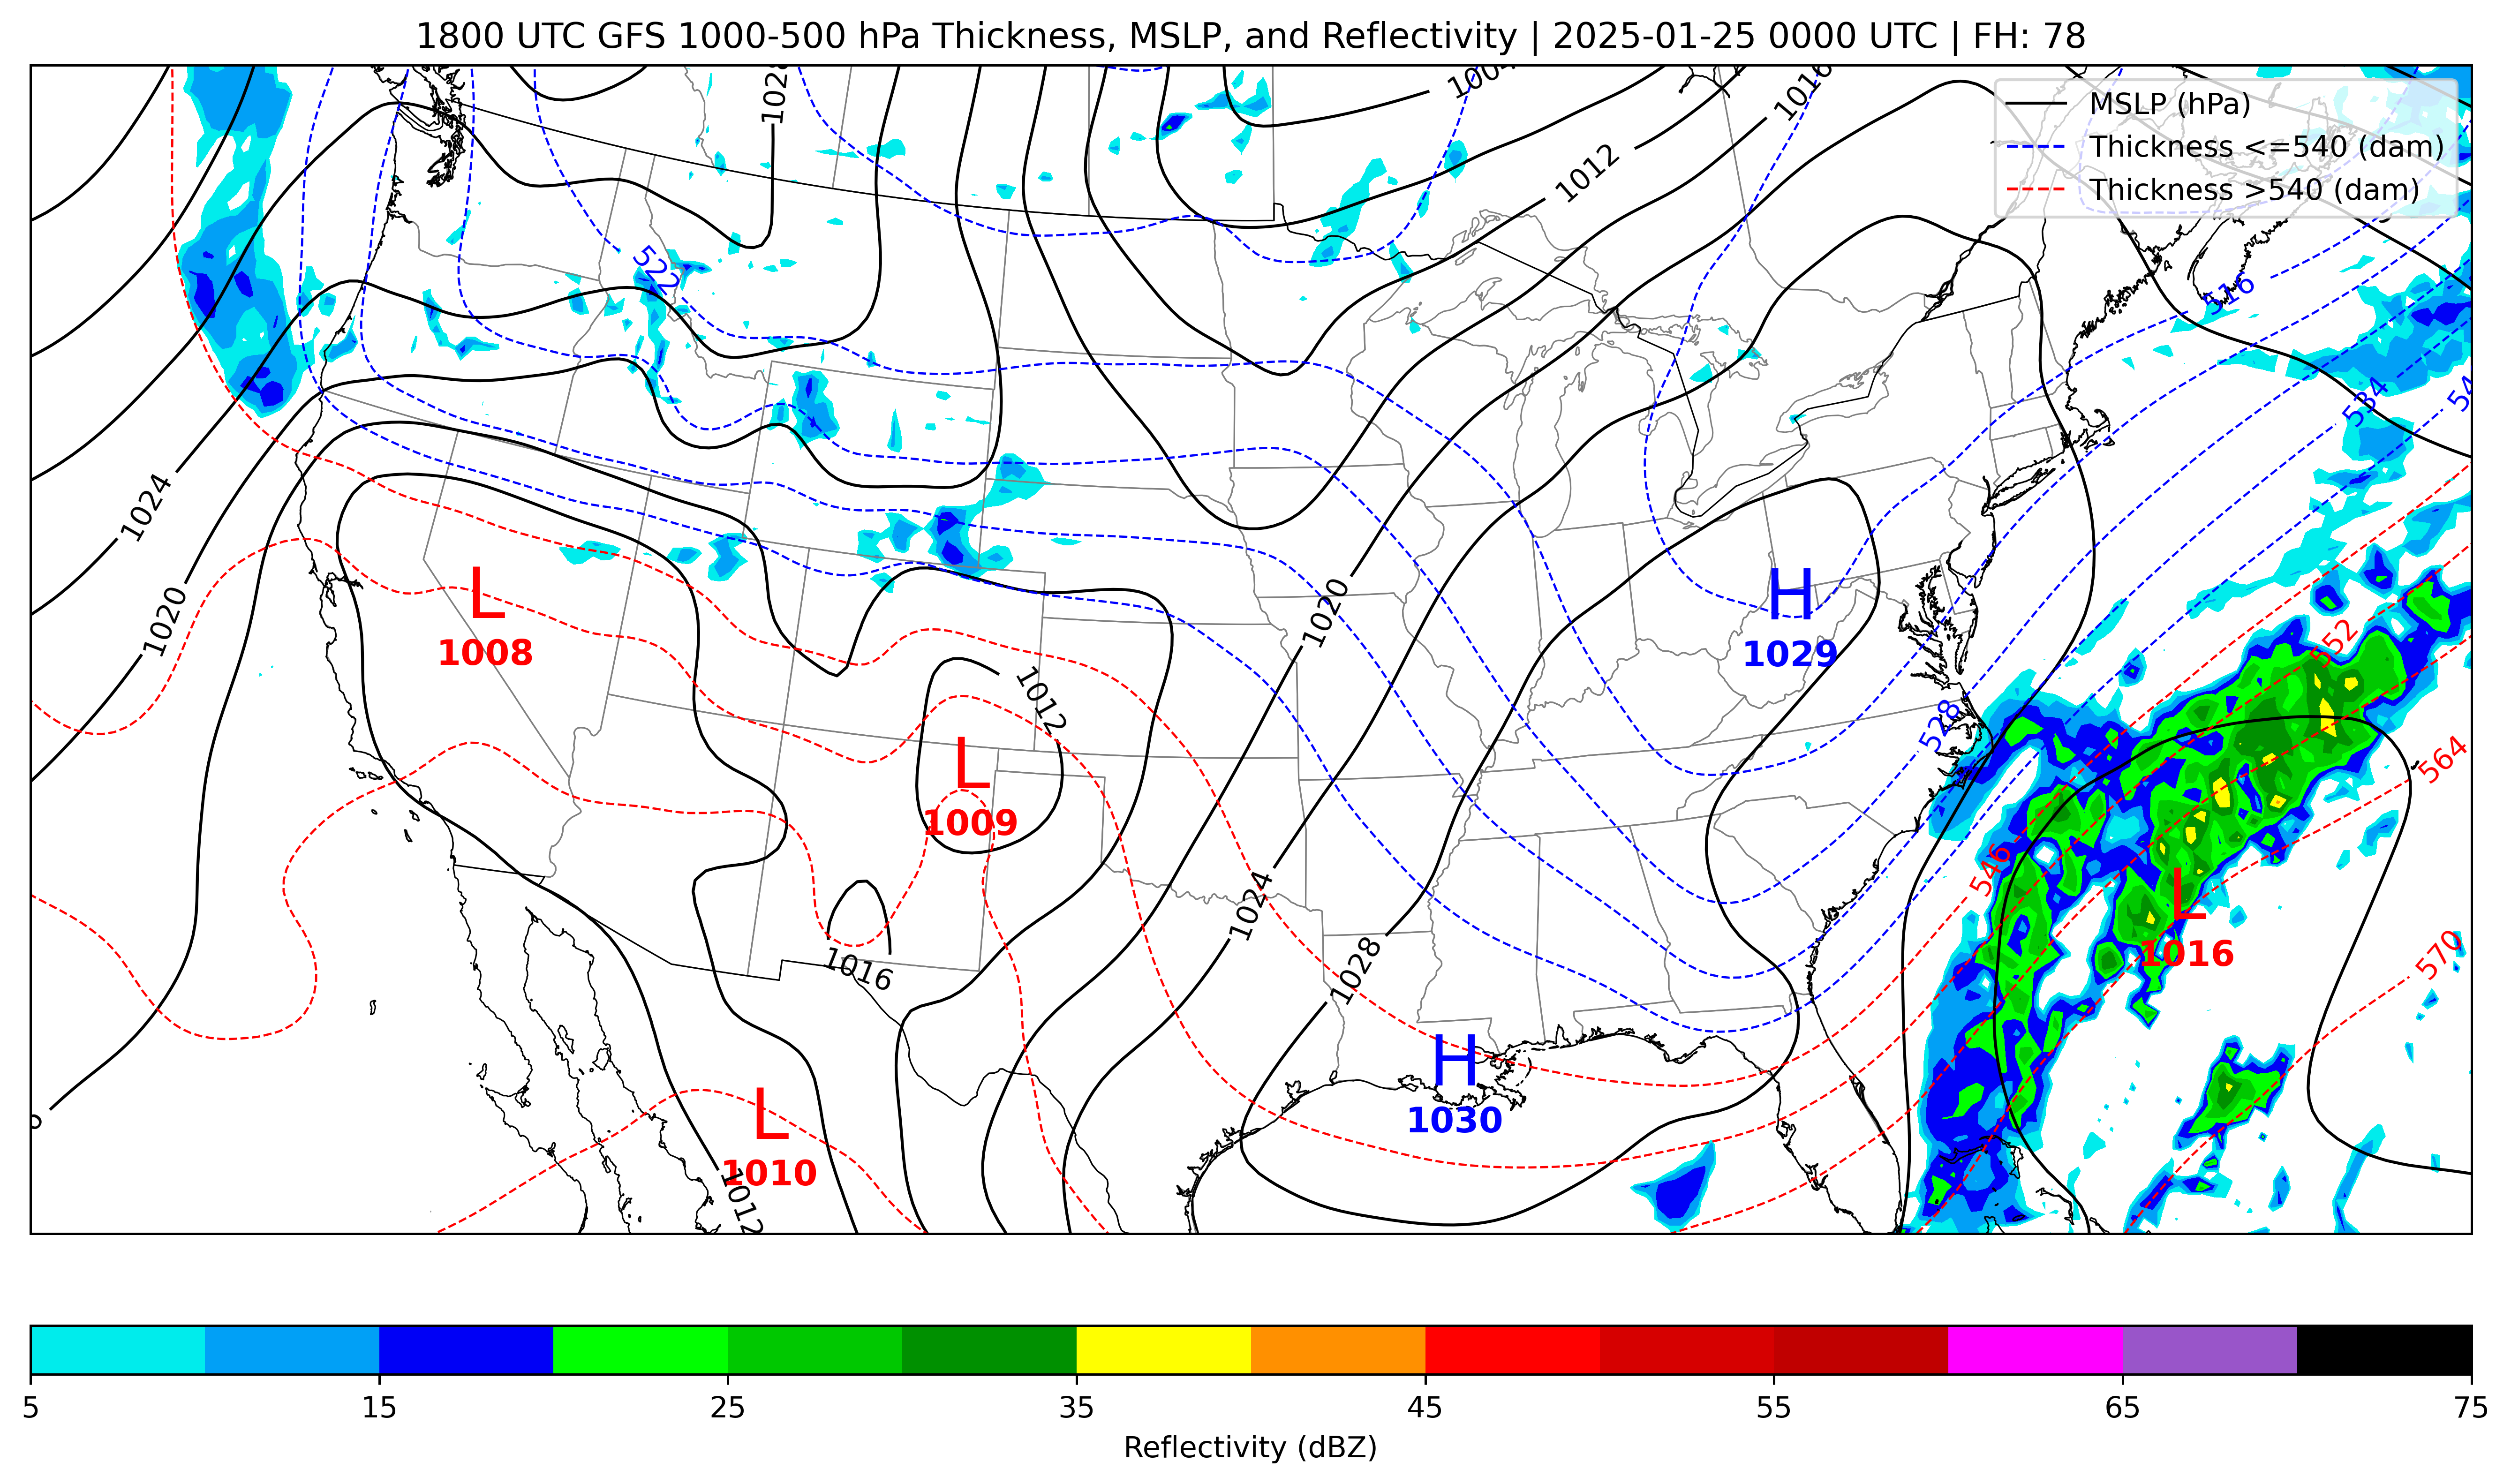 1800 UTC GFS 1000-500 hPa Thickness, MSLP, and Reflectivity | 2025-01-25 0000 UTC | FH: 78
MSLP (hPa)
Thickness <=540 (dam)
Thickness >540 (dam)
1016
1012
522
516
534
1024
1020
L
1008
H
1029
1020
552
528
564
1012
L
1009
546
1024
L
1016
1028
570
1016
H
1030
L
1010
1012
5
15
25
35
45
55
65
75
Reflectivity (dBZ)